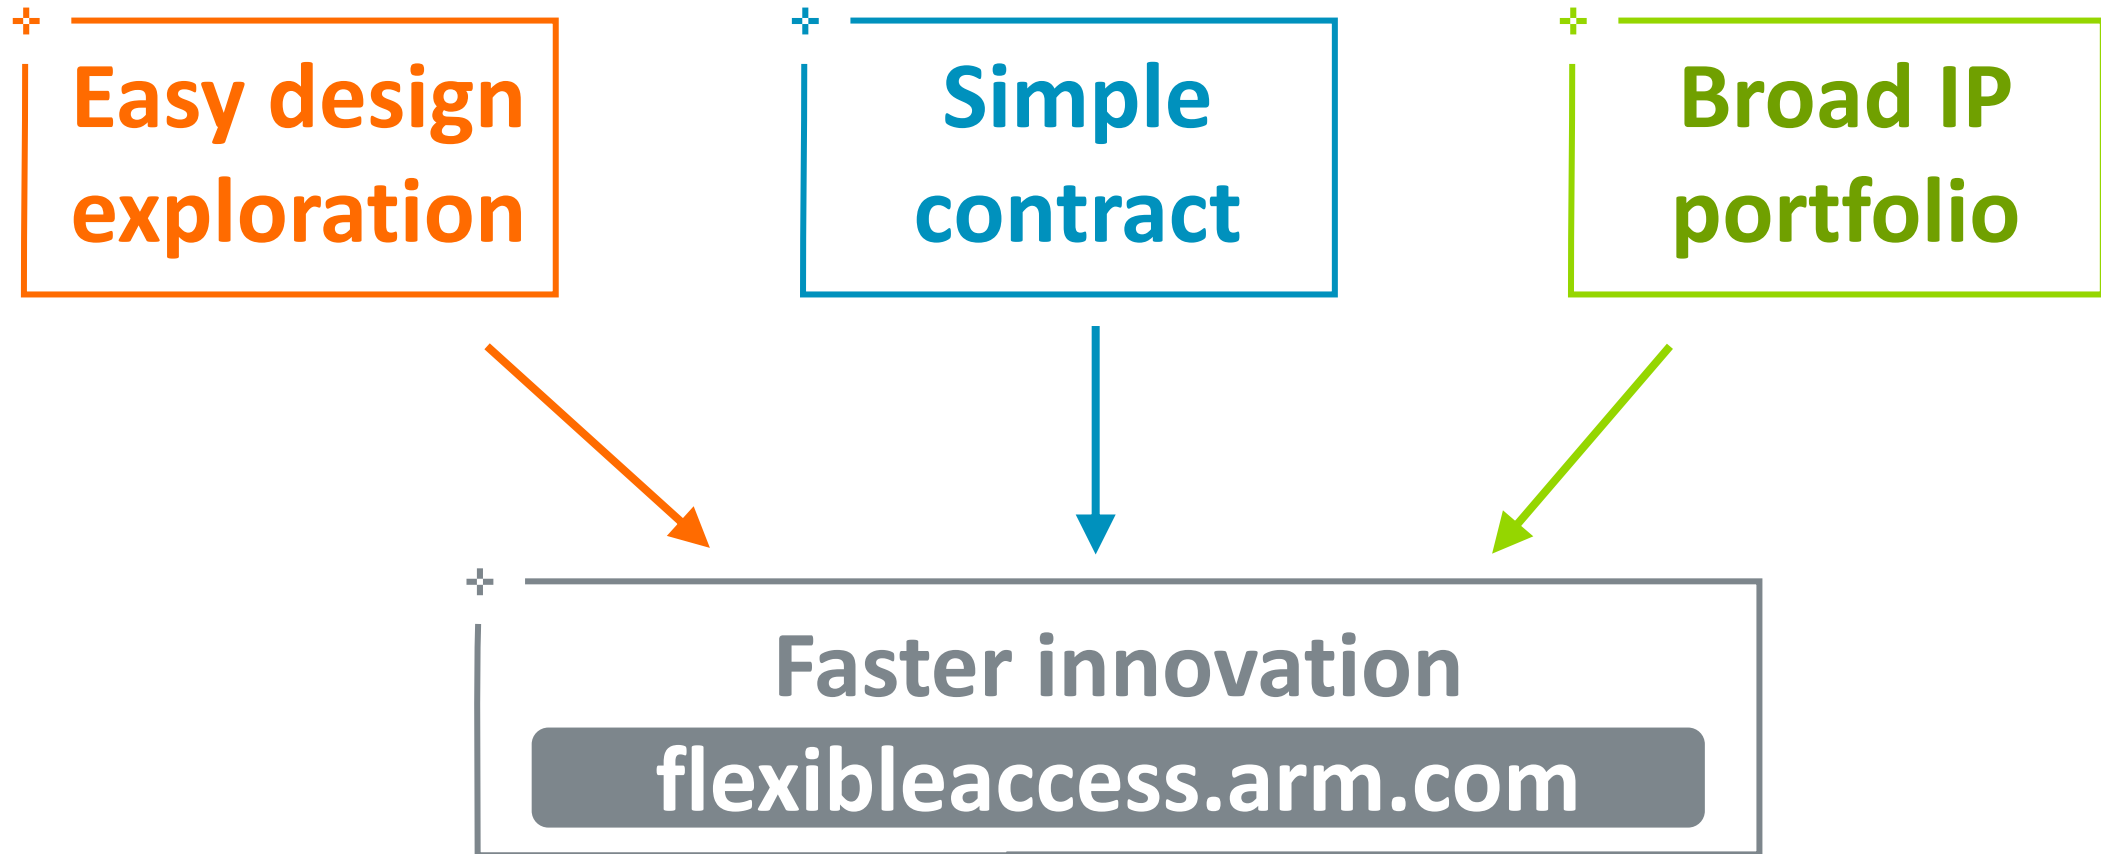 Easy design
exploration
Simple
contract
Broad IP
portfolio
Faster innovation
flexibleaccess.arm.com